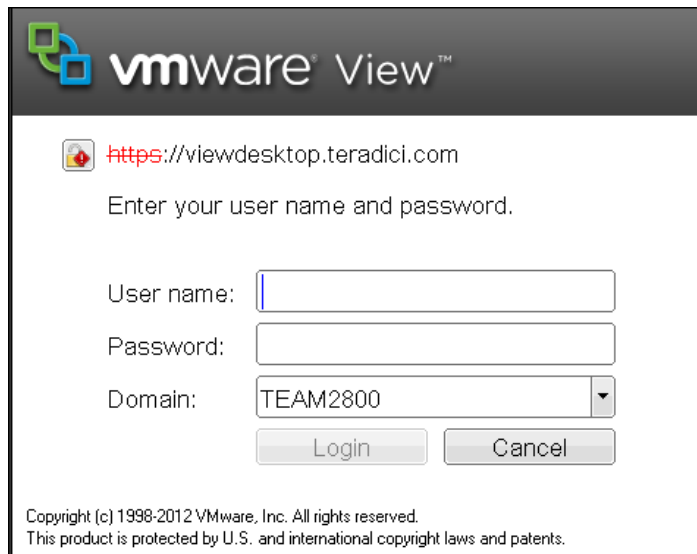 vmware® View™
https://viewdesktop.teradici.com
Enter your user name and password.
User name:
Password:
Domain: TEAM2800
Login Cancel
Copyright (c) 1998-2012 VMware, Inc. All rights reserved.
This product is protected by U.S. and international copyright laws and patents.